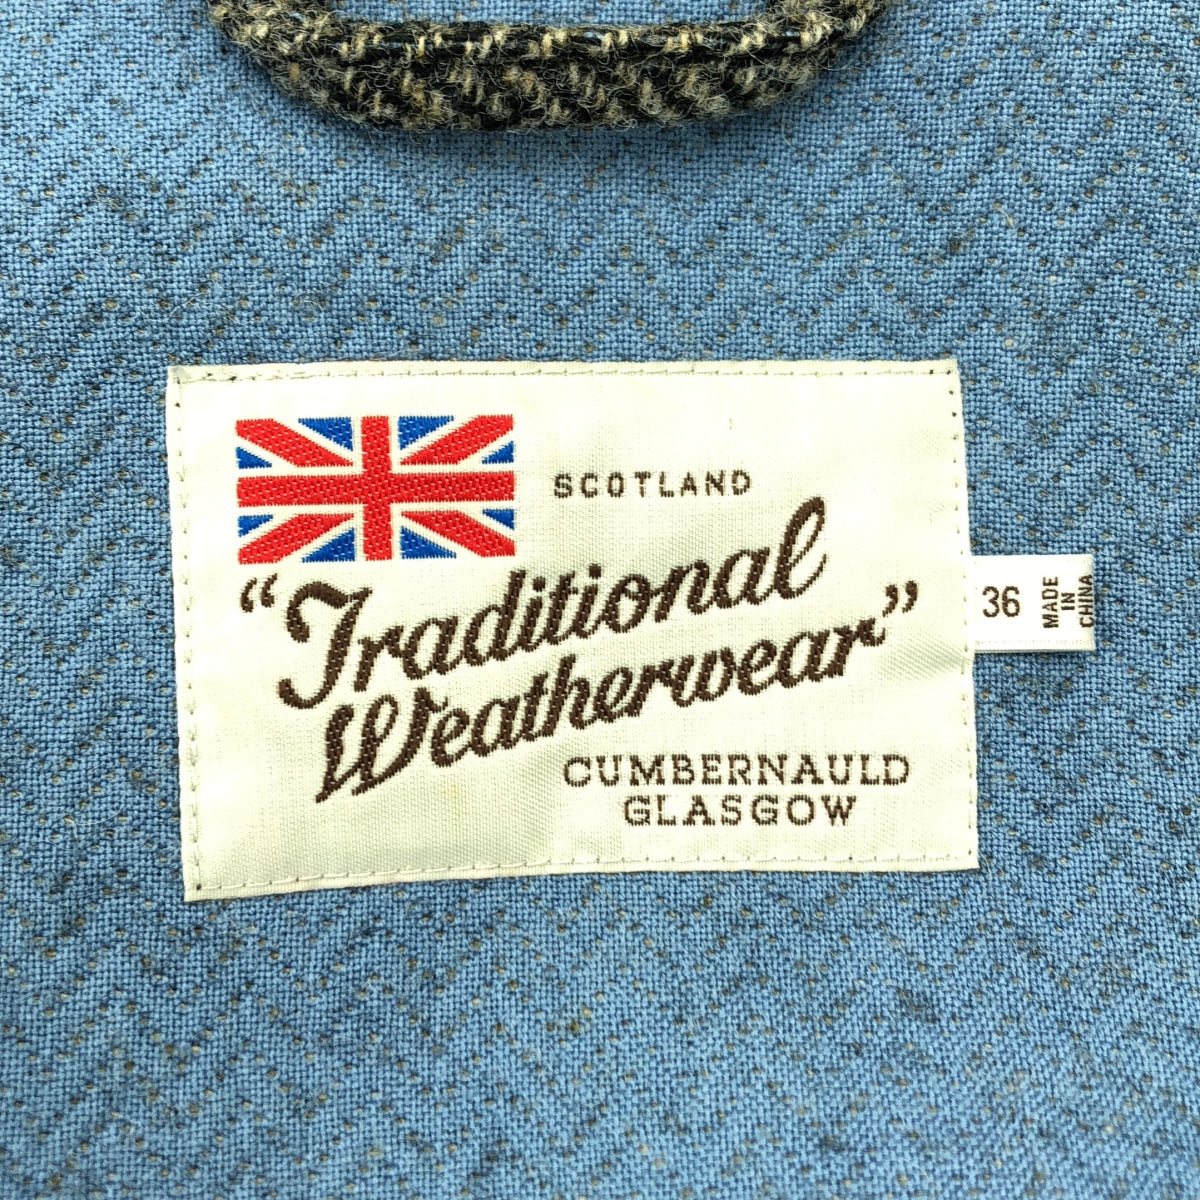 SCOTLAND
“Traditional
Weatherwear”
CUMBERNAULD
GLASGOW
36
MADE
IN
CHINA